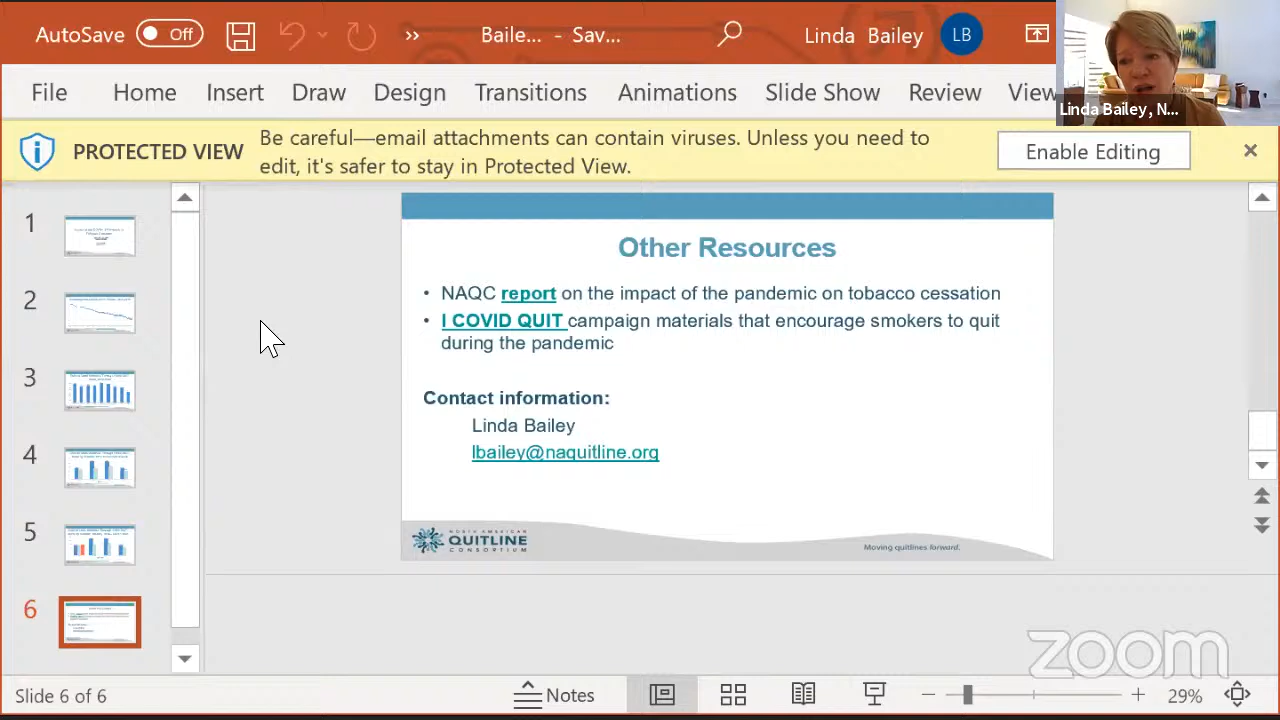 AutoSave Off
Baile... - Sav...
Linda Bailey LB
File Home Insert Draw Design Transitions Animations Slide Show Review View
Linda Bailey, N...
PROTECTED VIEW
Be careful—email attachments can contain viruses. Unless you need to
edit, it's safer to stay in Protected View.
Enable Editing
1
2
3
4
5
6
Other Resources
• NAQC report on the impact of the pandemic on tobacco cessation
• I COVID QUIT campaign materials that encourage smokers to quit
during the pandemic
Contact information:
Linda Bailey
lbailey@naquitline.org
NORTH AMERICAN
QUITLINE
CONSORTIUM
Moving quitlines forward.
zoom
Slide 6 of 6
Notes
29%